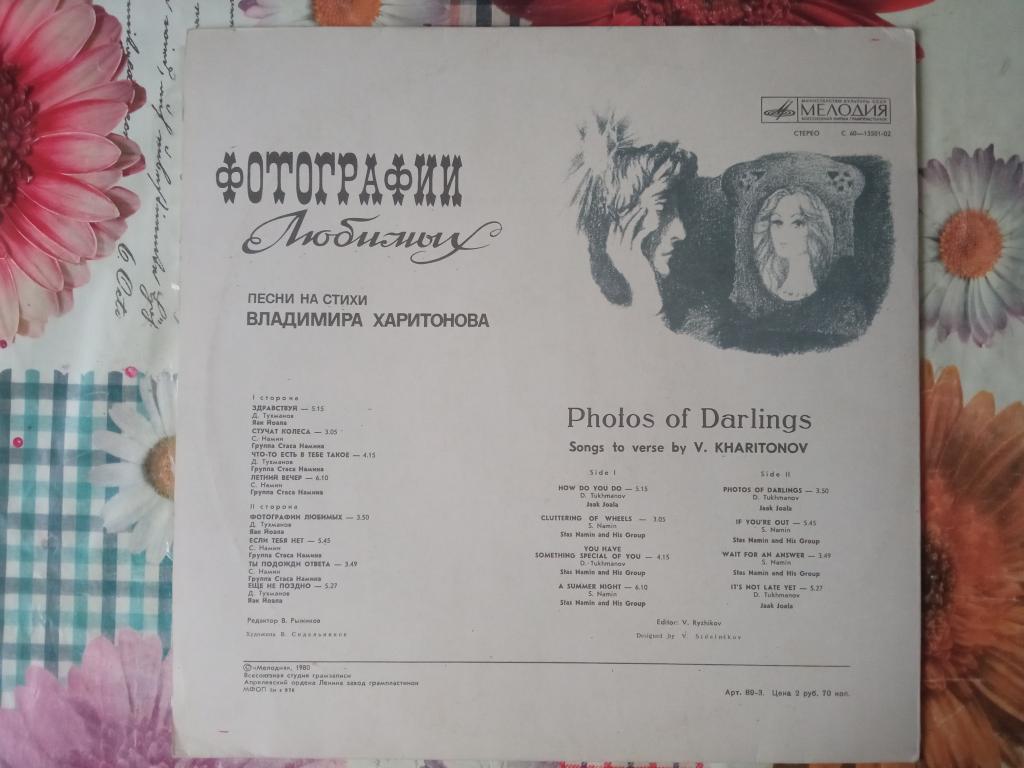 МИНИСТЕРСТВО КУЛЬТУРЫ СССР
МЕЛОДИЯ
ВСЕСОЮЗНАЯ ФИРМА ГРАМПЛАСТИНОК
СТЕРЕО С 60—13501-02
ФОТОГРАФИИ
Любимых
ПЕСНИ НА СТИХИ
ВЛАДИМИРА ХАРИТОНОВА
I сторона
ЗДРАВСТВУЙ — 5.15
Д. Тухманов
Яак Йоала
СТУЧАТ КОЛЕСА — 3.05
С. Намин
Группа Стаса Намина
ЧТО-ТО ЕСТЬ В ТЕБЕ ТАКОЕ — 4.15
Д. Тухманов
Группа Стаса Намина
ЛЕТНИЙ ВЕЧЕР — 6.10
С. Намин
Группа Стаса Намина
II сторона
ФОТОГРАФИИ ЛЮБИМЫХ — 3.50
Д. Тухманов
Яак Йоала
ЕСЛИ ТЕБЯ НЕТ — 5.45
С. Намин
Группа Стаса Намина
ТЫ ПОДОЖДИ ОТВЕТА — 3.49
С. Намин
Группа Стаса Намина
ЕЩЕ НЕ ПОЗДНО — 5.27
Д. Тухманов
Яак Йоала
Редактор В. Рыжиков
Художник В. Сидельников
Photos of Darlings
Songs to verse by V. KHARITONOV
Side I
HOW DO YOU DO — 5.15
D. Tukhmanov
Jaak Joala
CLUTTERING OF WHEELS — 3.05
S. Namin
Stas Namin and His Group
YOU HAVE
SOMETHING SPECIAL OF YOU — 4.15
D. Tukhmanov
Stas Namin and His Group
A SUMMER NIGHT — 6.10
S. Namin
Stas Namin and His Group
Side II
PHOTOS OF DARLINGS — 3.50
D. Tukhmanov
Jaak Joala
IF YOU'RE OUT — 5.45
S. Namin
Stas Namin and His Group
WAIT FOR AN ANSWER — 3.49
S. Namin
Stas Namin and His Group
IT'S NOT LATE YET — 5.27
D. Tukhmanov
Jaak Joala
Editor: V. Ryzhikov
Designed by V. Sidelnikov
© «Мелодия», 1980
Всесоюзная студия грамзаписи
Апрелевский ордена Ленина завод грампластинок
МФОП
Арт. 89-3. Цена 2 руб. 70 коп.